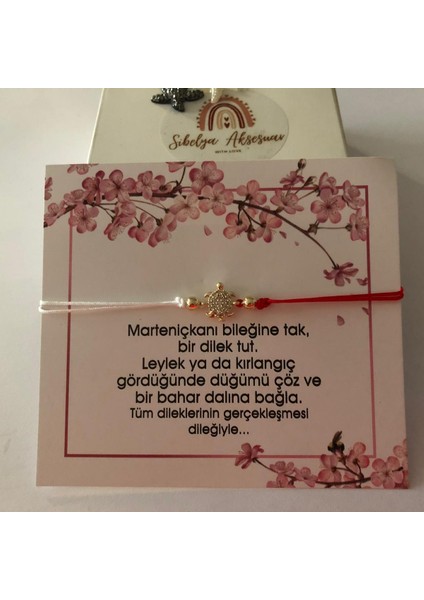 Sibolya Aksesuar
Marteniçkanı bileğine tak,
bir dilek tut.
Leylek ya da kırlangıç
gördüğünde düğümü çöz ve
bir bahar dalına bağla.
Tüm dileklerinin gerçekleşmesi
dileğiyle...